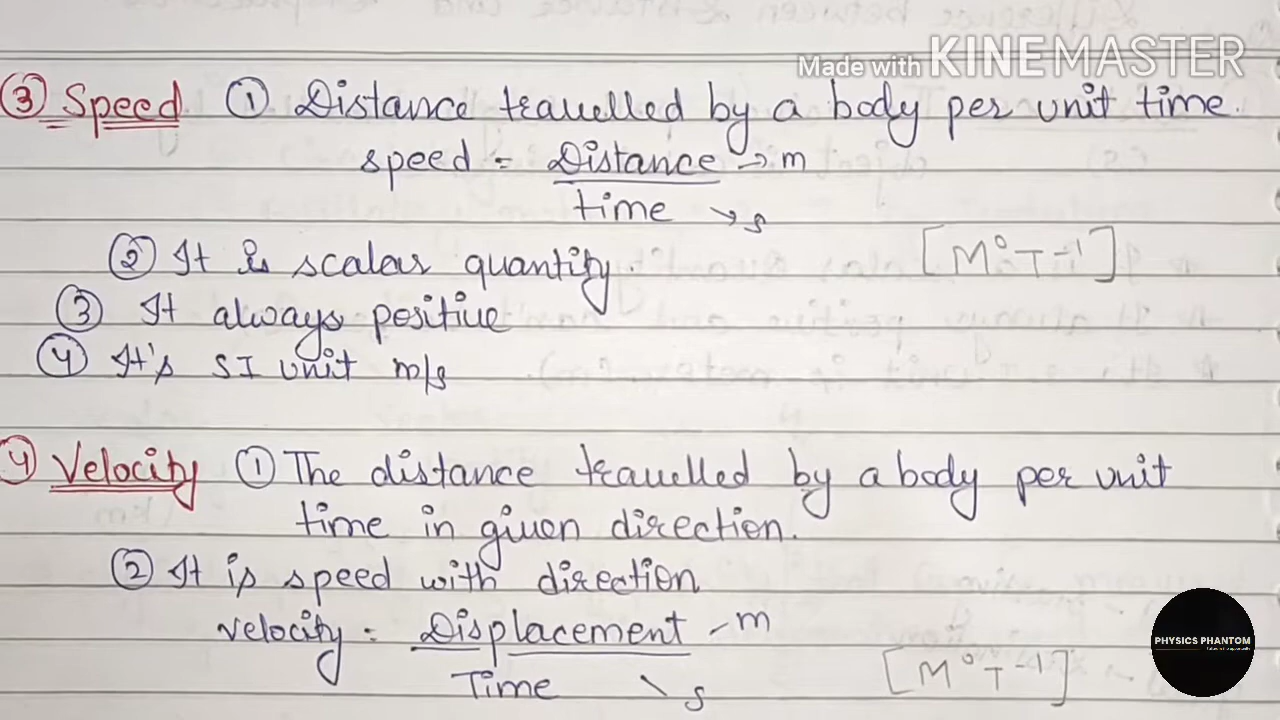 Made with KINEMASTER
③ Speed ① Distance travelled by a body per unit time.
speed = Distance → m
time → s
② It is scalar quantity.
[M⁰T⁻¹]
③ It always positive
④ It's SI unit m/s
④ Velocity ① The distance travelled by a body per unit
time in given direction.
② It is speed with direction
velocity = Displacement - m
Time \ s
[M⁰T⁻¹]
PHYSICS PHANTOM